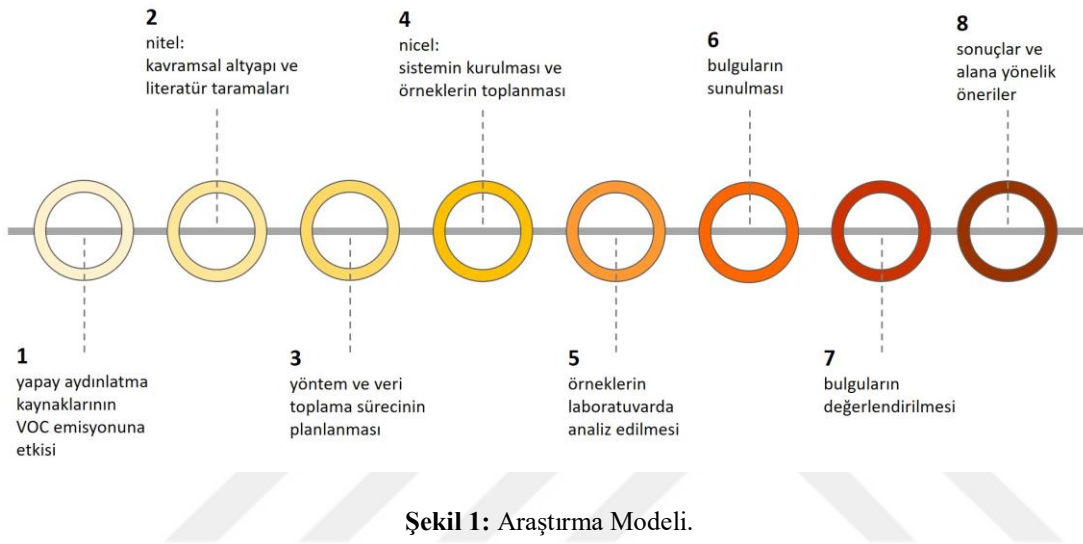 1
yapay aydınlatma
kaynaklarının
VOC emisyonuna
etkisi
2
nitel:
kavramsal altyapı ve
literatür taramaları
3
yöntem ve veri
toplama sürecinin
planlanması
4
nicel:
sistemin kurulması ve
örneklerin toplanması
5
örneklerin
laboratuvarda
analiz edilmesi
6
bulguların
sunulması
7
bulguların
değerlendirilmesi
8
sonuçlar ve
alana yönelik
öneriler
Şekil 1: Araştırma Modeli.